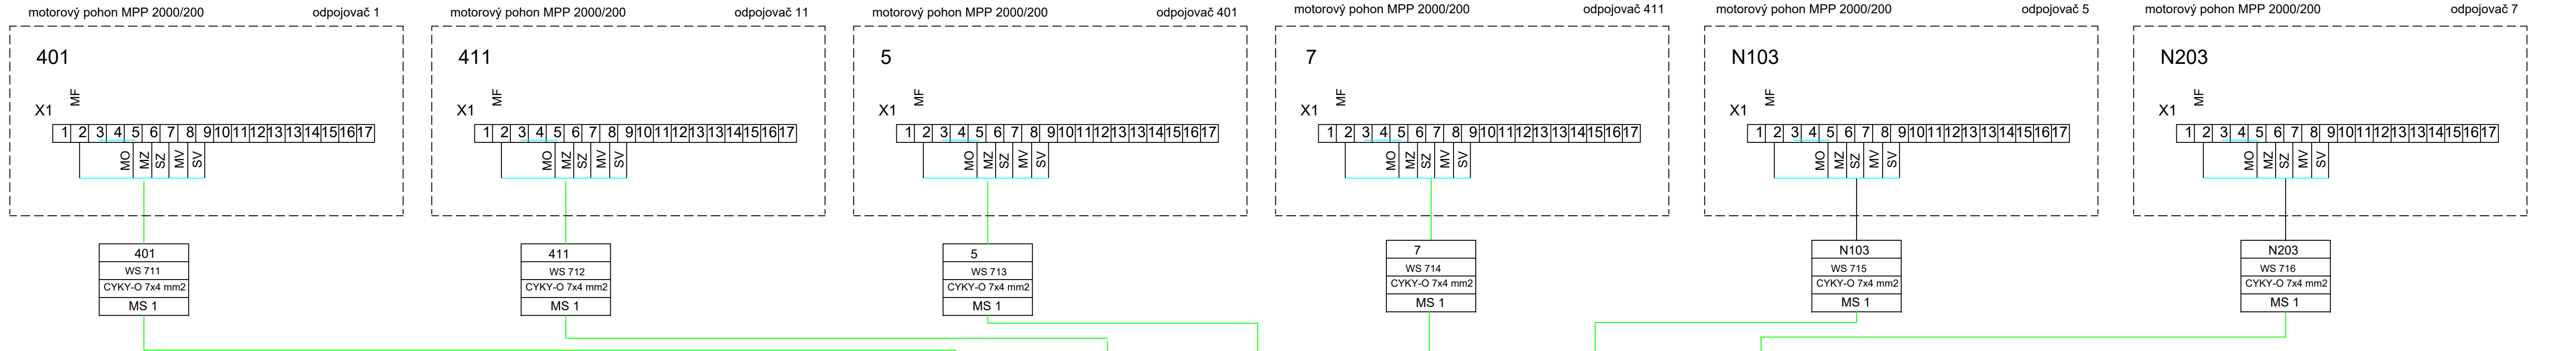 motorový pohon MPP 2000/200 odpojovač 1
401
MF
X1
1 2 3 4 5 6 7 8 9 10 11 12 13 13 14 15 16 17
MO MZ SZ MV SV
401
WS 711
CYKY-O 7x4 mm2
MS 1
motorový pohon MPP 2000/200 odpojovač 11
411
MF
X1
1 2 3 4 5 6 7 8 9 10 11 12 13 13 14 15 16 17
MO MZ SZ MV SV
411
WS 712
CYKY-O 7x4 mm2
MS 1
motorový pohon MPP 2000/200 odpojovač 401
5
MF
X1
1 2 3 4 5 6 7 8 9 10 11 12 13 13 14 15 16 17
MO MZ SZ MV SV
5
WS 713
CYKY-O 7x4 mm2
MS 1
motorový pohon MPP 2000/200 odpojovač 411
7
MF
X1
1 2 3 4 5 6 7 8 9 10 11 12 13 13 14 15 16 17
MO MZ SZ MV SV
7
WS 714
CYKY-O 7x4 mm2
MS 1
motorový pohon MPP 2000/200 odpojovač 5
N103
MF
X1
1 2 3 4 5 6 7 8 9 10 11 12 13 13 14 15 16 17
MO MZ SZ MV SV
N103
WS 715
CYKY-O 7x4 mm2
MS 1
motorový pohon MPP 2000/200 odpojovač 7
N203
MF
X1
1 2 3 4 5 6 7 8 9 10 11 12 13 13 14 15 16 17
MO MZ SZ MV SV
N203
WS 716
CYKY-O 7x4 mm2
MS 1